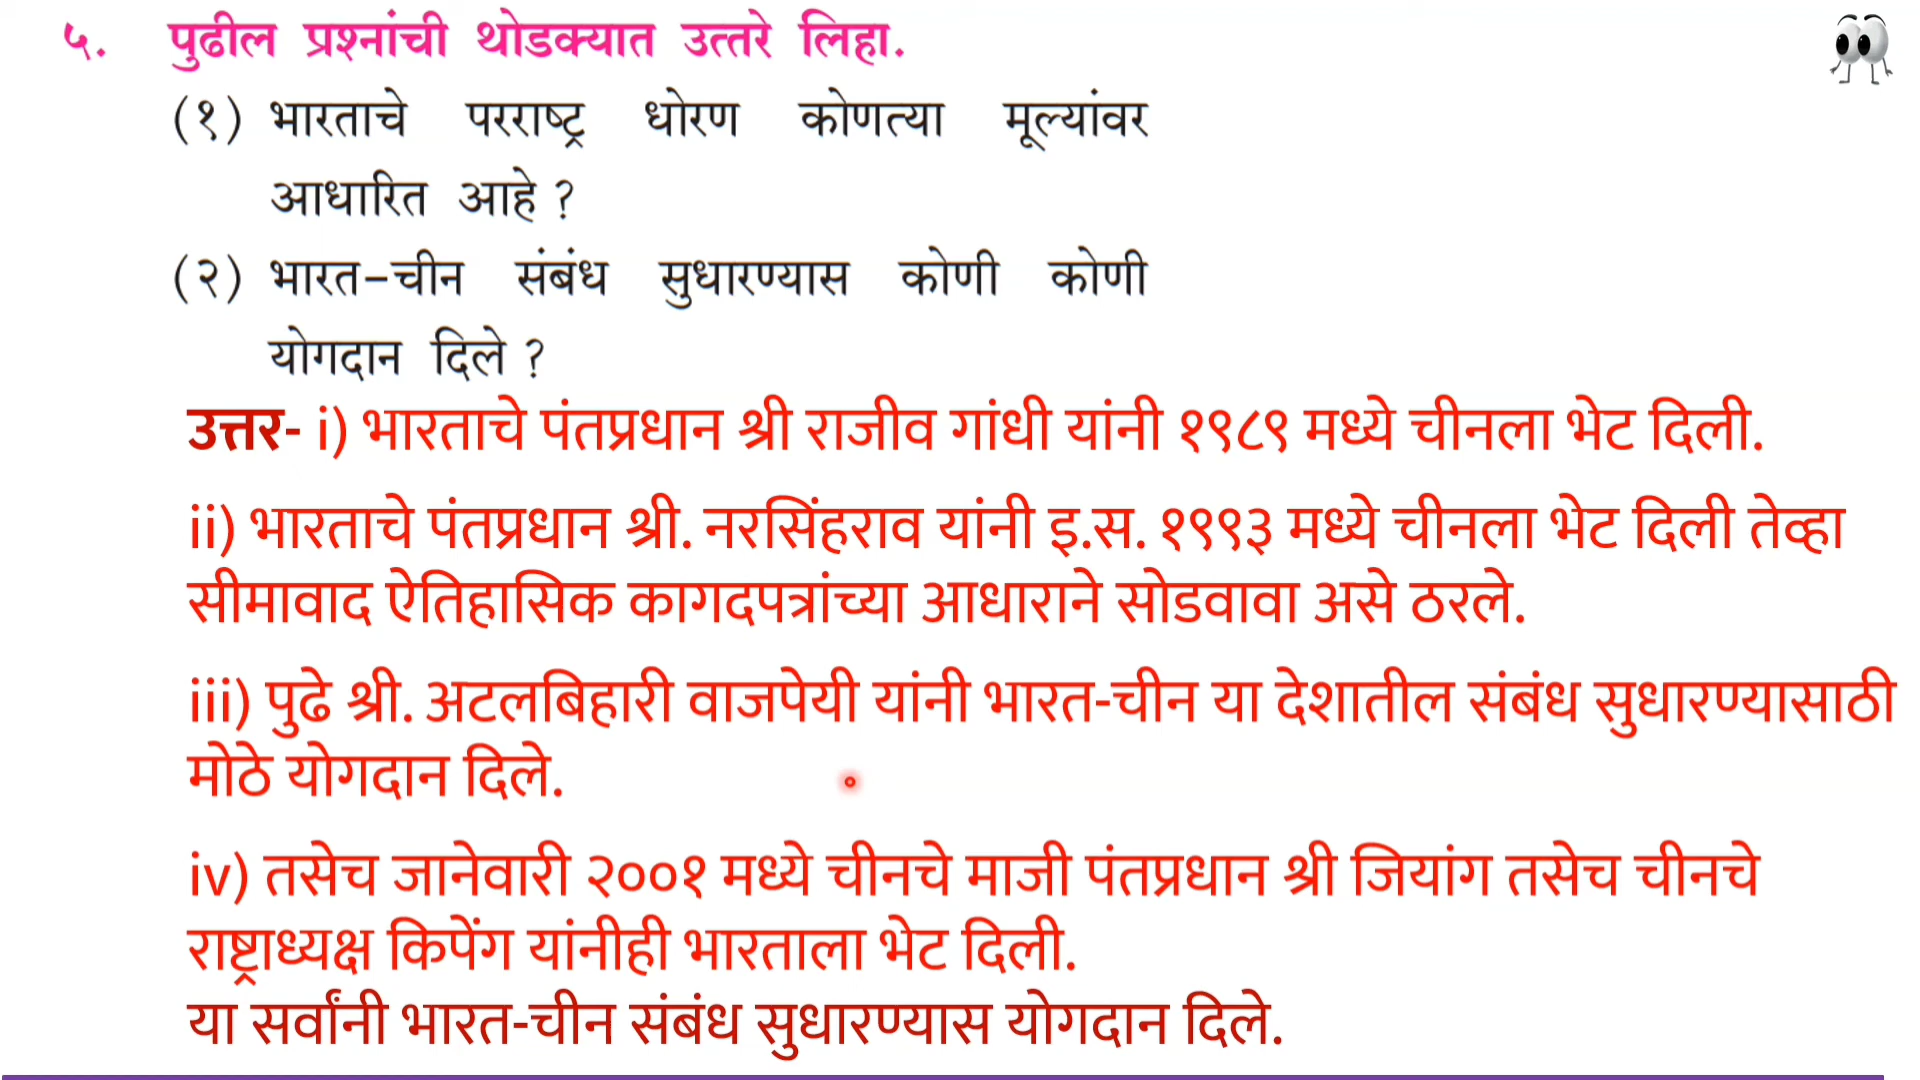 ५. पुढील प्रश्नांची थोडक्यात उत्तरे लिहा.
(१) भारताचे परराष्ट्र धोरण कोणत्या मूल्यांवर
आधारित आहे ?
(२) भारत-चीन संबंध सुधारण्यास कोणी कोणी
योगदान दिले ?
उत्तर- i) भारताचे पंतप्रधान श्री राजीव गांधी यांनी १९८९ मध्ये चीनला भेट दिली.
ii) भारताचे पंतप्रधान श्री. नरसिंहराव यांनी इ.स. १९९३ मध्ये चीनला भेट दिली तेव्हा
सीमावाद ऐतिहासिक कागदपत्रांच्या आधाराने सोडवावा असे ठरले.
iii) पुढे श्री. अटलबिहारी वाजपेयी यांनी भारत-चीन या देशातील संबंध सुधारण्यासाठी
मोठे योगदान दिले.
iv) तसेच जानेवारी २००१ मध्ये चीनचे माजी पंतप्रधान श्री जियांग तसेच चीनचे
राष्ट्राध्यक्ष किपेंग यांनीही भारताला भेट दिली.
या सर्वांनी भारत-चीन संबंध सुधारण्यास योगदान दिले.